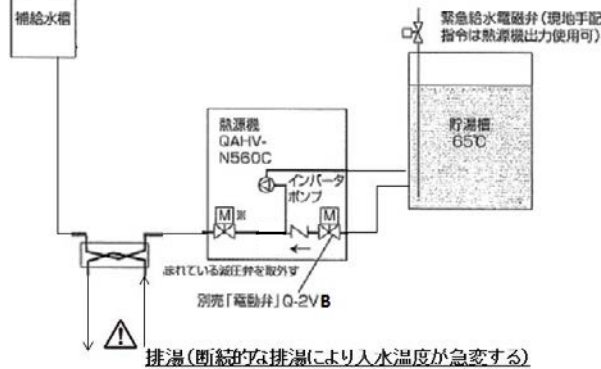 補給水槽
緊急給水電磁弁(現地手配
指令は熱源機出力使用可)
熱源機
QAHV-
N560C
貯湯槽
65℃
インバータ
ポンプ
M
※
M
まれている減圧弁を取外す
別売「電動弁」Q-2VB
排湯(断続的な排湯により入水温度が急変する)